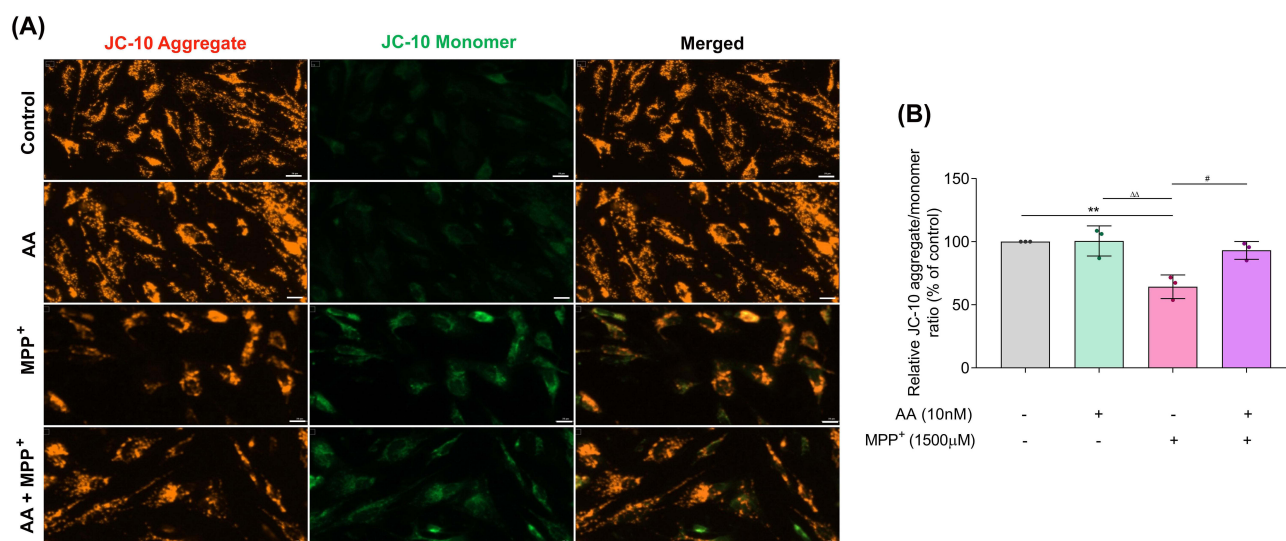 (A)
JC-10 Aggregate JC-10 Monomer Merged
Control
AA
MPP+
AA + MPP+
(B)
Relative JC-10 aggregate/monomer
ratio (% of control)
150
100
50
0
** ΔΔ #
AA (10nM) - + - +
MPP+ (1500μM) - - + +